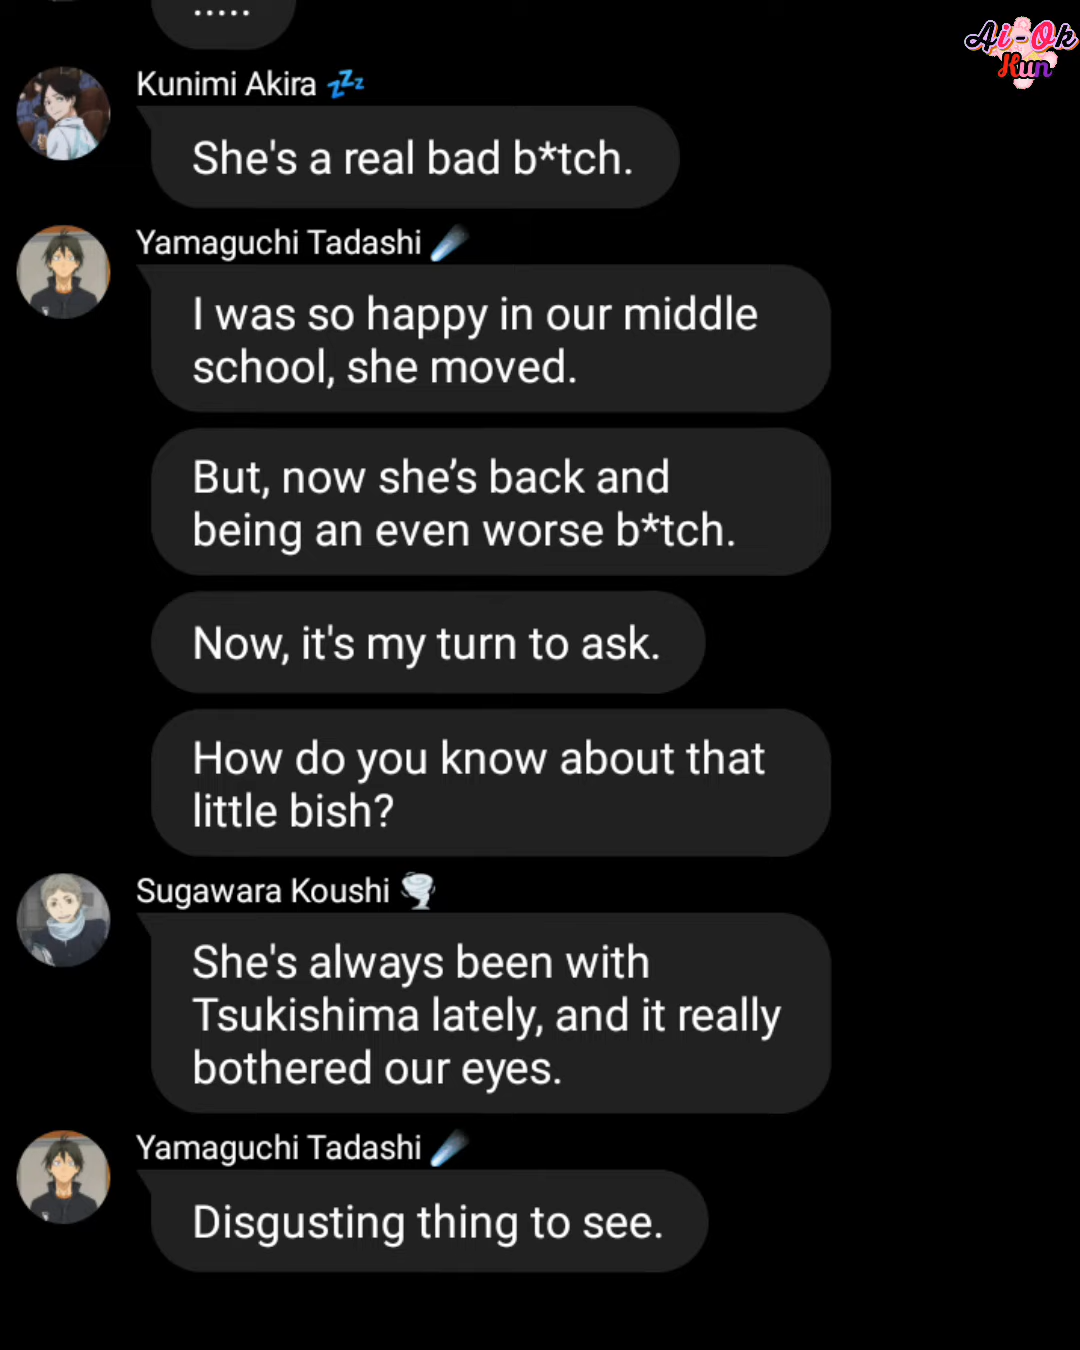 .....
Ai-Ok
Kun
Kunimi Akira 💤
She's a real bad b*tch.
Yamaguchi Tadashi ☄️
I was so happy in our middle
school, she moved.
But, now she’s back and
being an even worse b*tch.
Now, it's my turn to ask.
How do you know about that
little bish?
Sugawara Koushi 🌪️
She's always been with
Tsukishima lately, and it really
bothered our eyes.
Yamaguchi Tadashi ☄️
Disgusting thing to see.